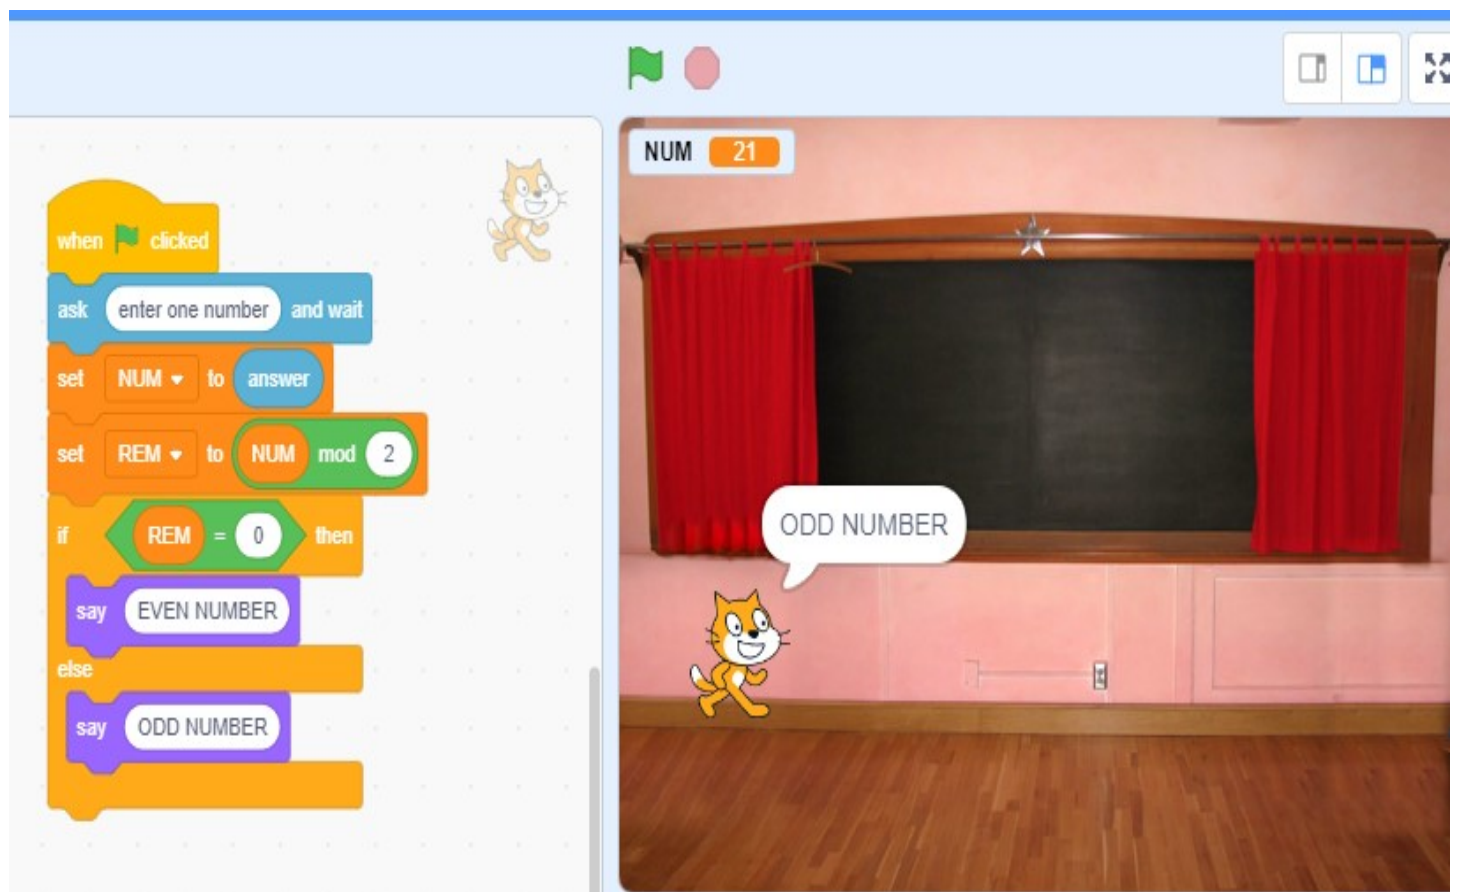 when clicked
ask enter one number and wait
set NUM to answer
set REM to NUM mod 2
if REM = 0 then
say EVEN NUMBER
else
say ODD NUMBER
NUM 21
ODD NUMBER